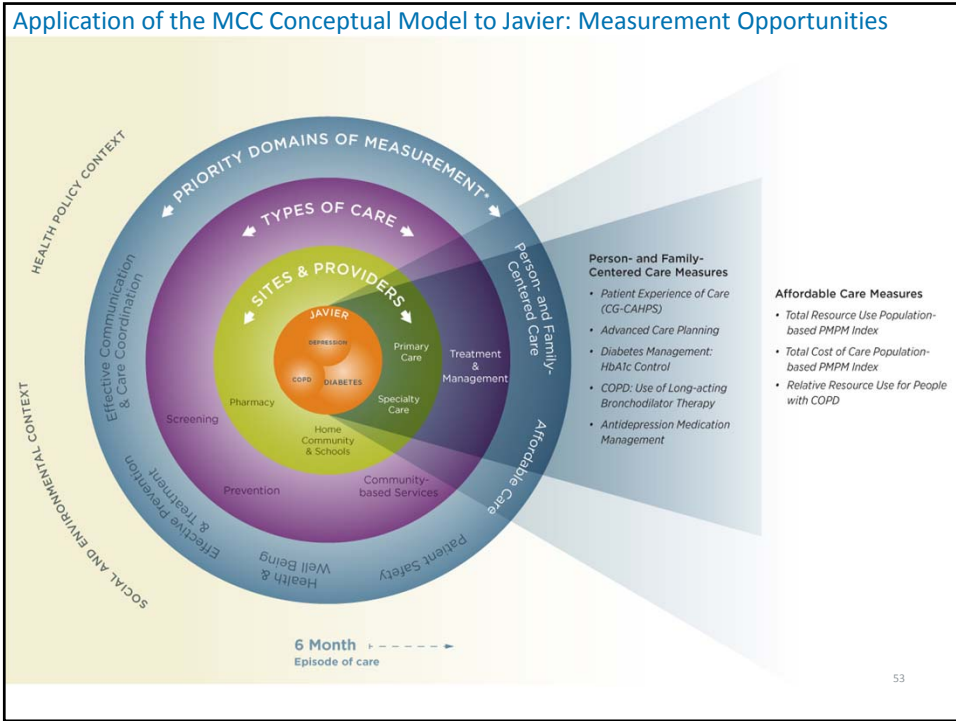 Application of the MCC Conceptual Model to Javier: Measurement Opportunities
HEALTH POLICY CONTEXT
SOCIAL AND ENVIRONMENTAL CONTEXT
PRIORITY DOMAINS OF MEASUREMENT*
TYPES OF CARE
SITES & PROVIDERS
JAVIER
DEPRESSION
COPD
DIABETES
Primary
Care
Specialty
Care
Home
Community
& Schools
Pharmacy
Treatment
&
Management
Community-
based Services
Prevention
Screening
Person- and Family-
Centered Care
Affordable Care
Patient Safety
Health &
Well Being
Effective Prevention
& Treatment
Effective Communication
& Care Coordination
Person- and Family-
Centered Care Measures
• Patient Experience of Care
(CG-CAHPS)
• Advanced Care Planning
• Diabetes Management:
HbA1c Control
• COPD: Use of Long-acting
Bronchodilator Therapy
• Antidepression Medication
Management
Affordable Care Measures
• Total Resource Use Population-
based PMPM Index
• Total Cost of Care Population-
based PMPM Index
• Relative Resource Use for People
with COPD
6 Month
Episode of care
53